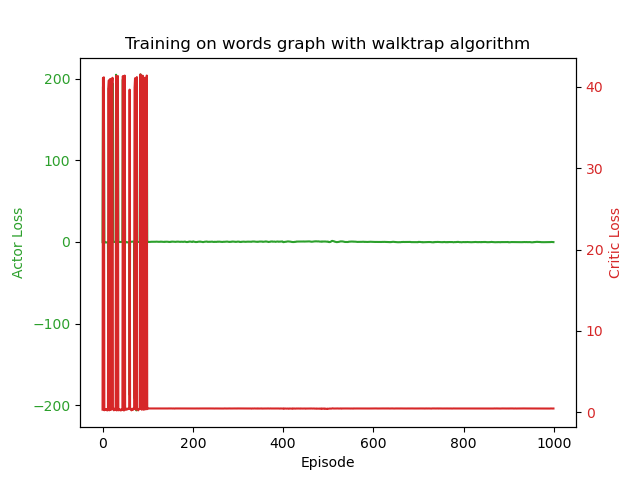 Training on words graph with walktrap algorithm
200
100
0
−100
−200
Actor Loss
40
30
20
10
0
Critic Loss
0 200 400 600 800 1000
Episode